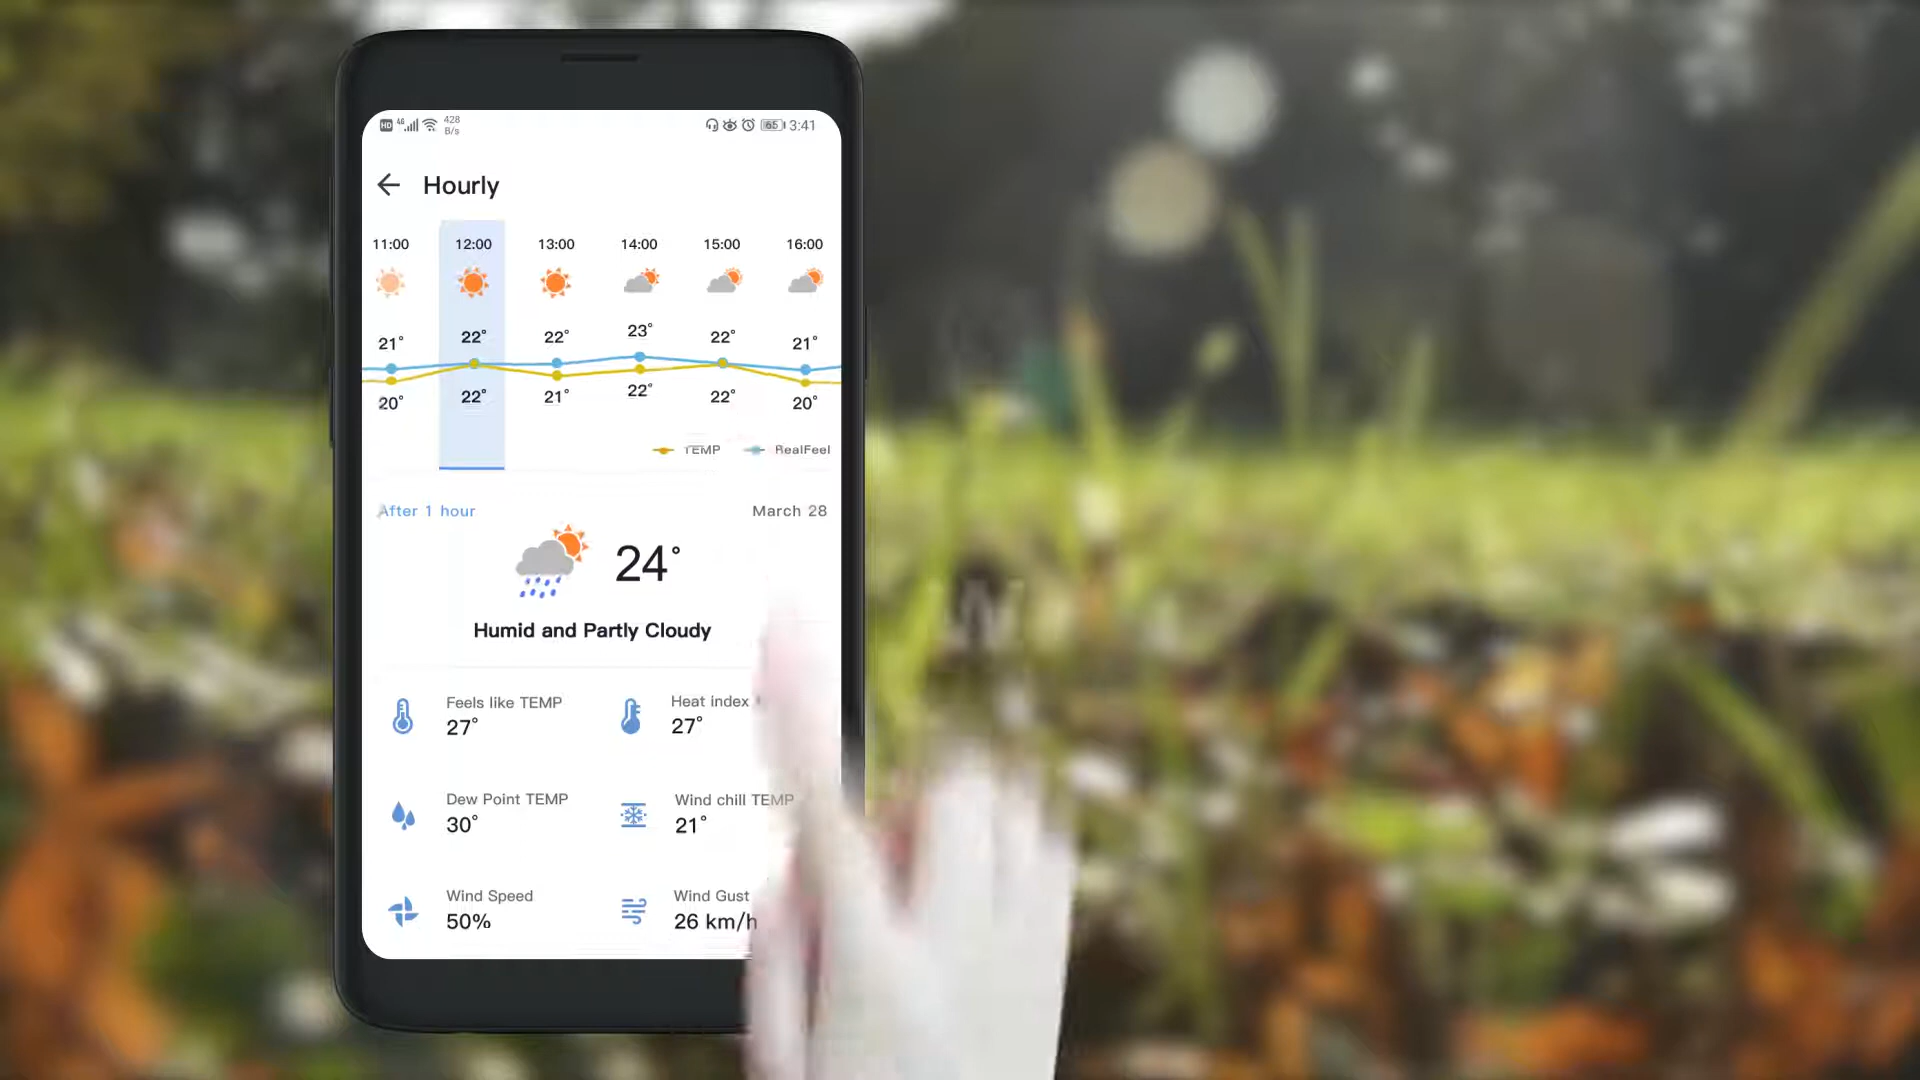 HD 4G 428 B/s 65 3:41
Hourly
11:00 12:00 13:00 14:00 15:00 16:00
21° 22° 22° 23° 22° 21°
20° 22° 21° 22° 22° 20°
TEMP RealFeel
After 1 hour March 28
24°
Humid and Partly Cloudy
Feels like TEMP Heat index
27° 27°
Dew Point TEMP Wind chill TEMP
30° 21°
Wind Speed Wind Gust
50% 26 km/h